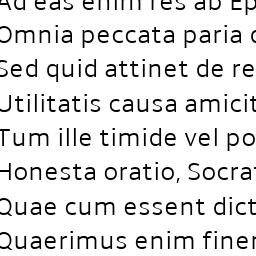 Ad eas enim res ab Ep
Omnia peccata paria
Sed quid attinet de re
Utilitatis causa amicit
Tum ille timide vel po
Honesta oratio, Socrat
Quae cum essent dict
Quaerimus enim finer